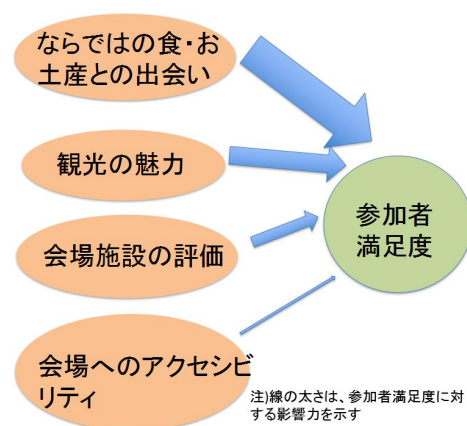 ならではの食・お
土産との出会い
観光の魅力
会場施設の評価
会場へのアクセシビ
リティ
参加者
満足度
注)線の太さは、参加者満足度に対
する影響力を示す